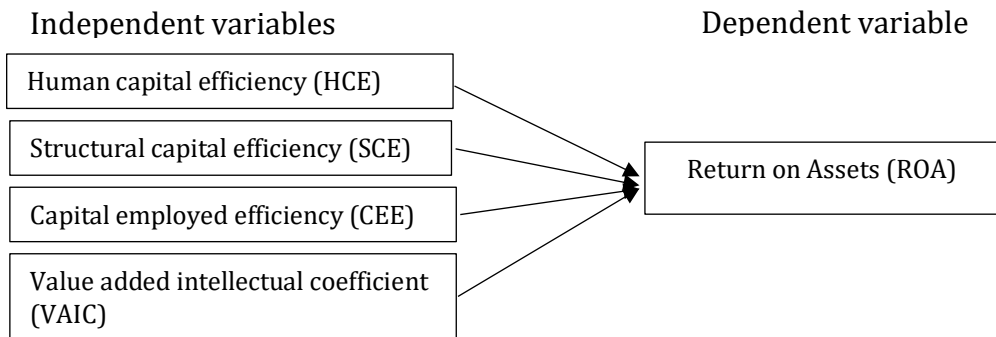 Independent variables
Dependent variable
Human capital efficiency (HCE)
Structural capital efficiency (SCE)
Capital employed efficiency (CEE)
Value added intellectual coefficient
(VAIC)
Return on Assets (ROA)